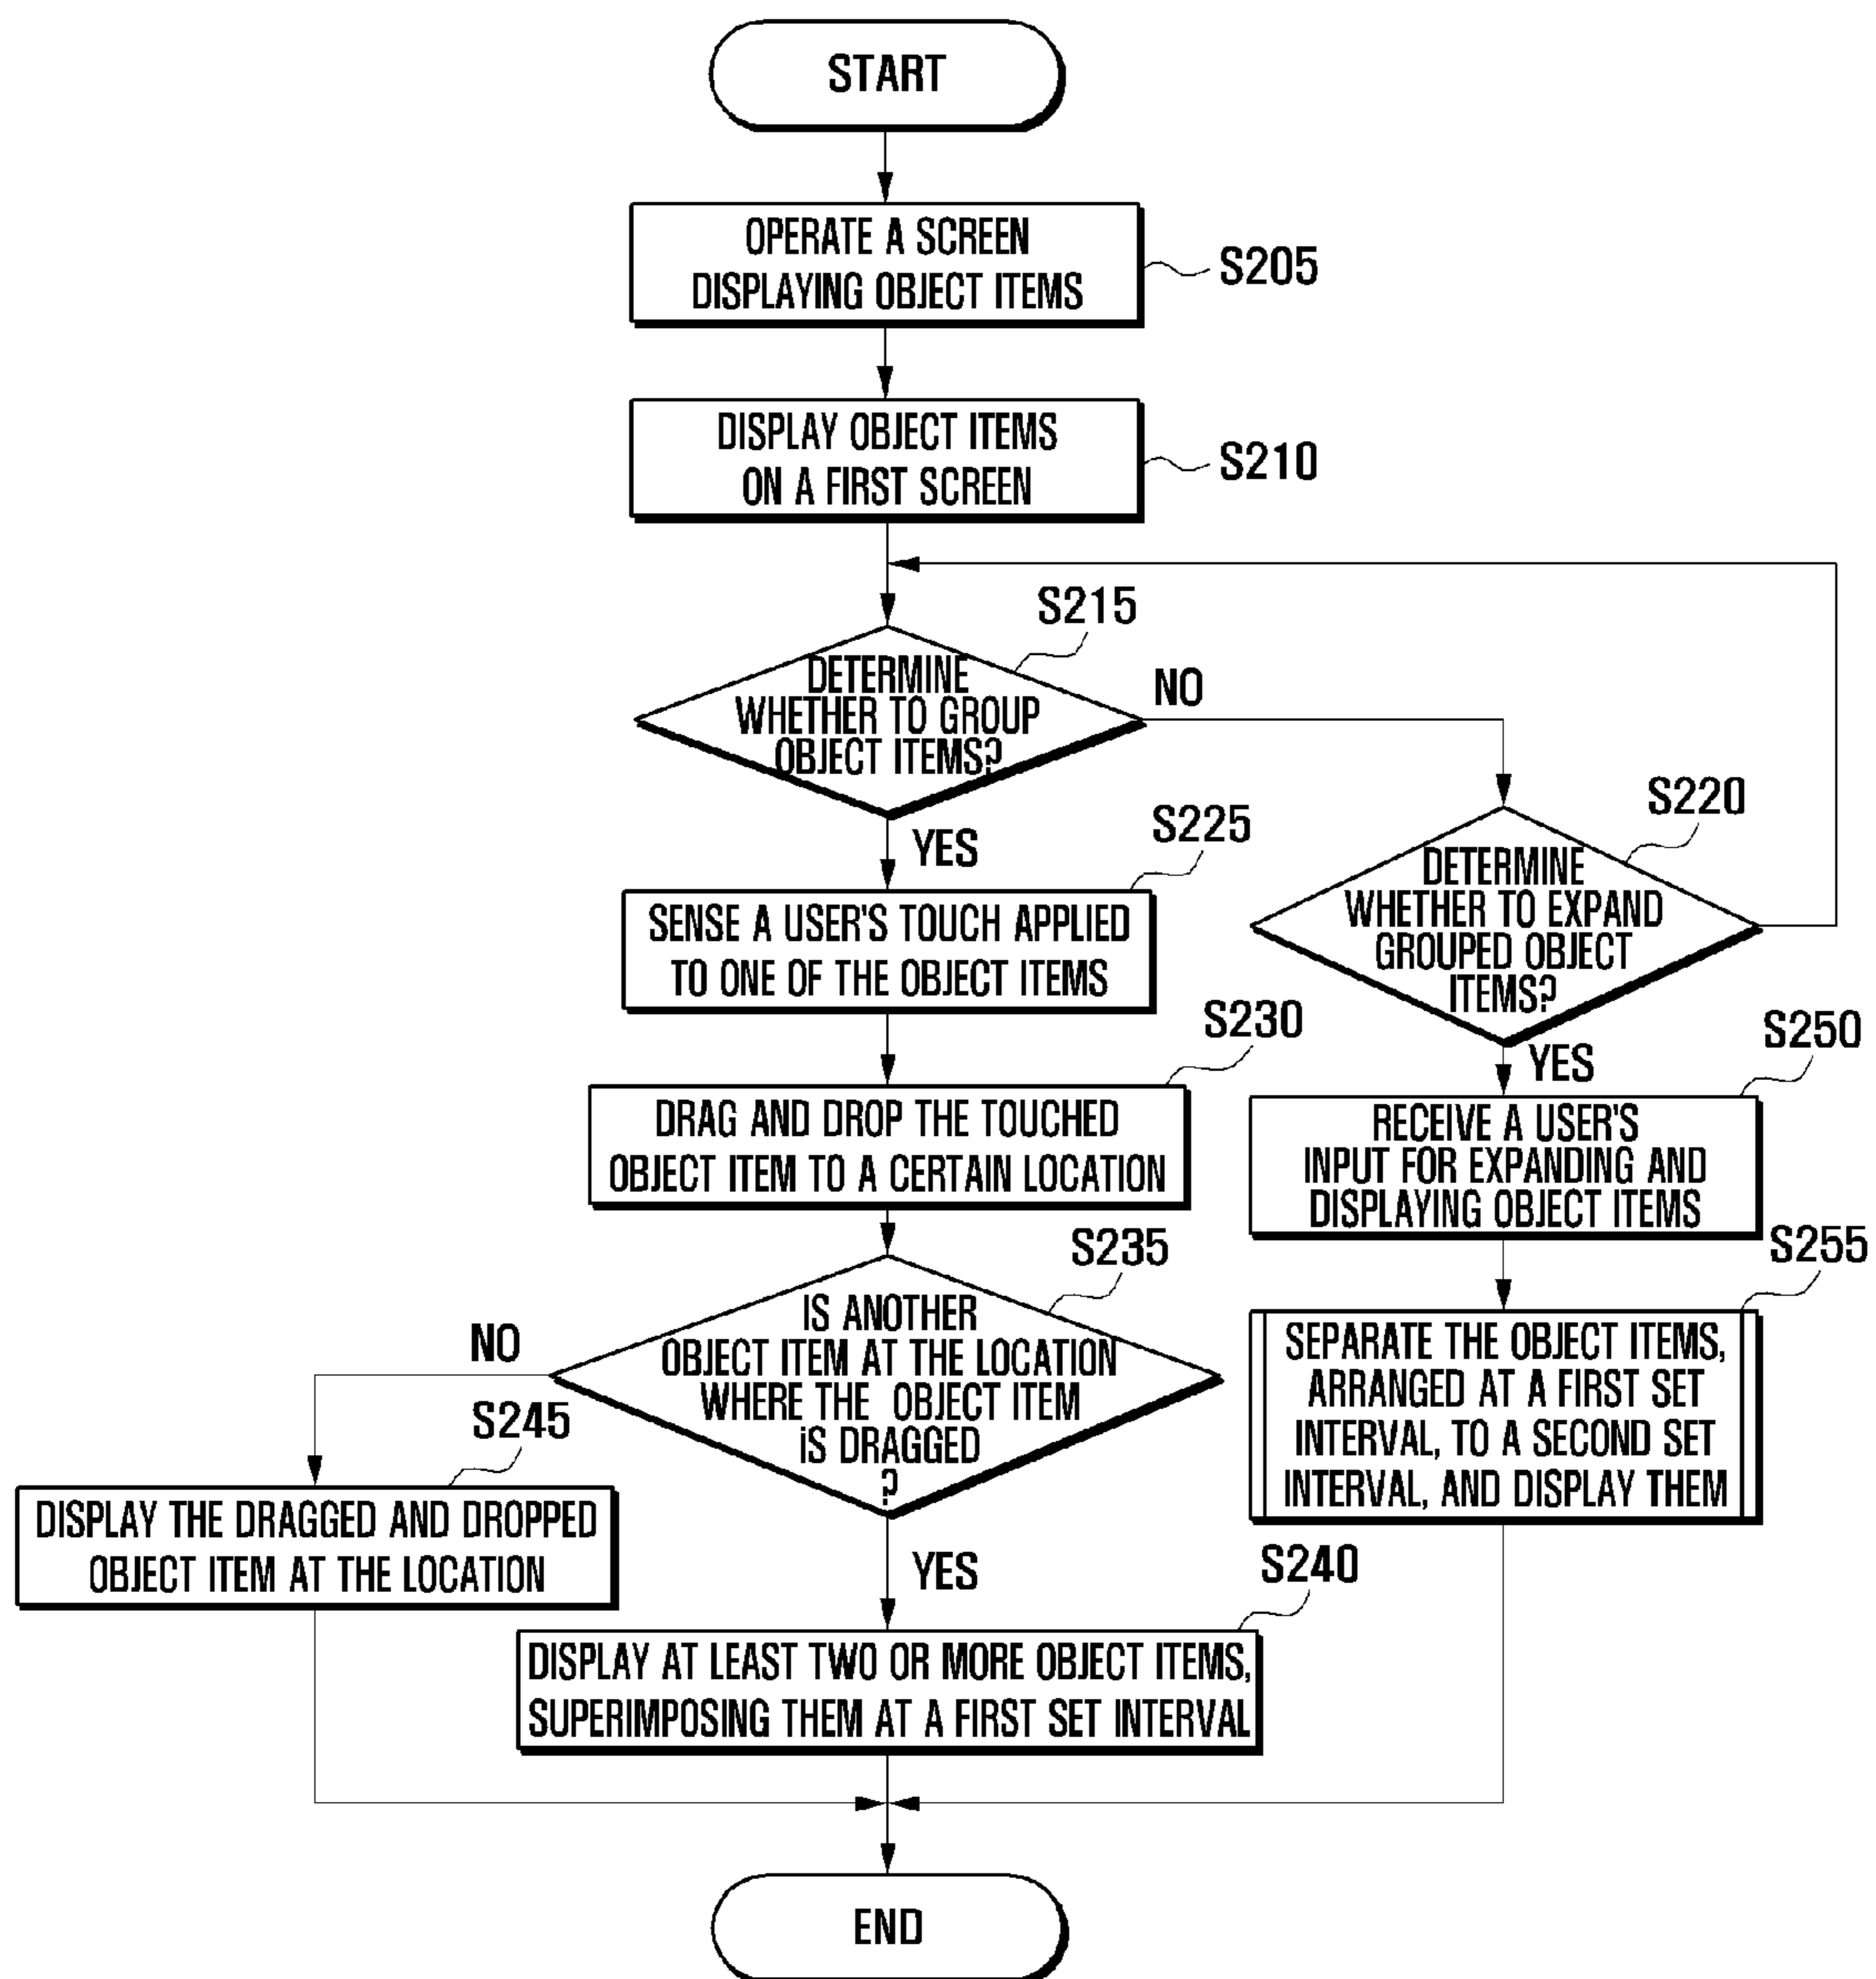 START
OPERATE A SCREEN
DISPLAYING OBJECT ITEMS
S205
DISPLAY OBJECT ITEMS
ON A FIRST SCREEN
S210
S215
DETERMINE
WHETHER TO GROUP
OBJECT ITEMS?
NO
YES
S220
DETERMINE
WHETHER TO EXPAND
GROUPED OBJECT
ITEMS?
YES
S225
SENSE A USER'S TOUCH APPLIED
TO ONE OF THE OBJECT ITEMS
S230
DRAG AND DROP THE TOUCHED
OBJECT ITEM TO A CERTAIN LOCATION
S250
RECEIVE A USER'S
INPUT FOR EXPANDING AND
DISPLAYING OBJECT ITEMS
S235
IS ANOTHER
OBJECT ITEM AT THE LOCATION
WHERE THE OBJECT ITEM
iS DRAGGED
?
NO
YES
S255
SEPARATE THE OBJECT ITEMS,
ARRANGED AT A FIRST SET
INTERVAL, TO A SECOND SET
INTERVAL, AND DISPLAY THEM
S245
DISPLAY THE DRAGGED AND DROPPED
OBJECT ITEM AT THE LOCATION
S240
DISPLAY AT LEAST TWO OR MORE OBJECT ITEMS,
SUPERIMPOSING THEM AT A FIRST SET INTERVAL
END